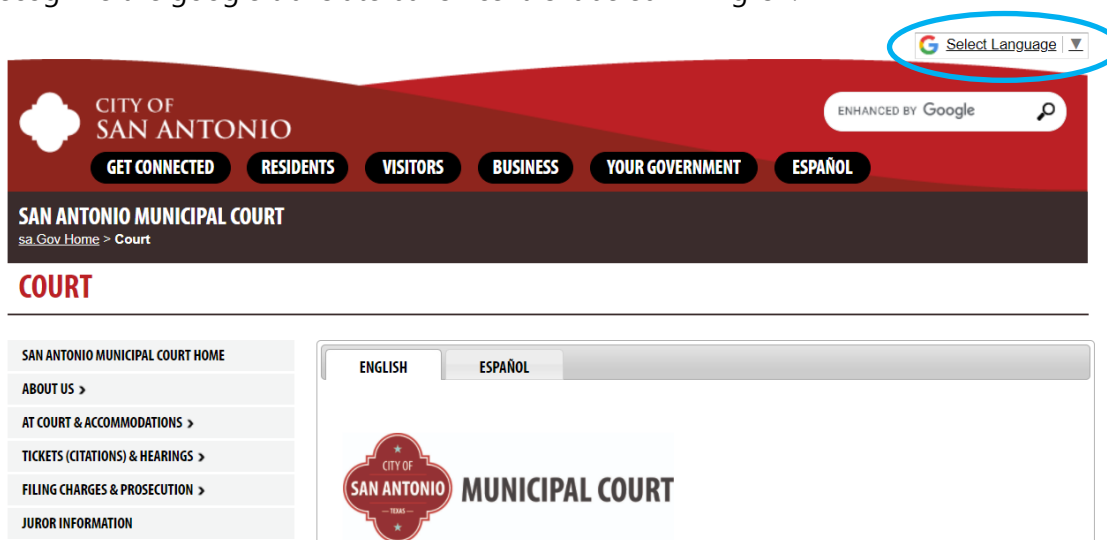 Select Language ▼
CITY OF
SAN ANTONIO
ENHANCED BY Google
GET CONNECTED RESIDENTS VISITORS BUSINESS YOUR GOVERNMENT ESPAÑOL
SAN ANTONIO MUNICIPAL COURT
sa.Gov Home > Court
COURT
SAN ANTONIO MUNICIPAL COURT HOME
ABOUT US >
AT COURT & ACCOMMODATIONS >
TICKETS (CITATIONS) & HEARINGS >
FILING CHARGES & PROSECUTION >
JUROR INFORMATION
ENGLISH ESPAÑOL
CITY OF
SAN ANTONIO
TEXAS
MUNICIPAL COURT